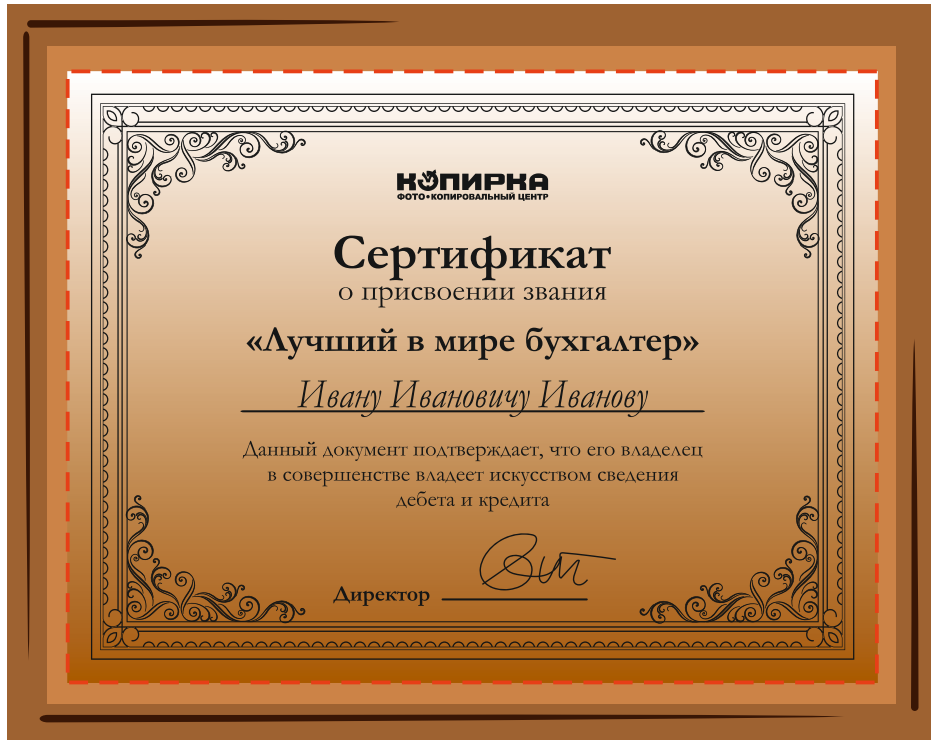 КОПИРКА
ФОТО•КОПИРОВАЛЬНЫЙ ЦЕНТР
Сертификат
о присвоении звания
«Лучший в мире бухгалтер»
Ивану Ивановичу Иванову
Данный документ подтверждает, что его владелец
в совершенстве владеет искусством сведения
дебета и кредита
Директор